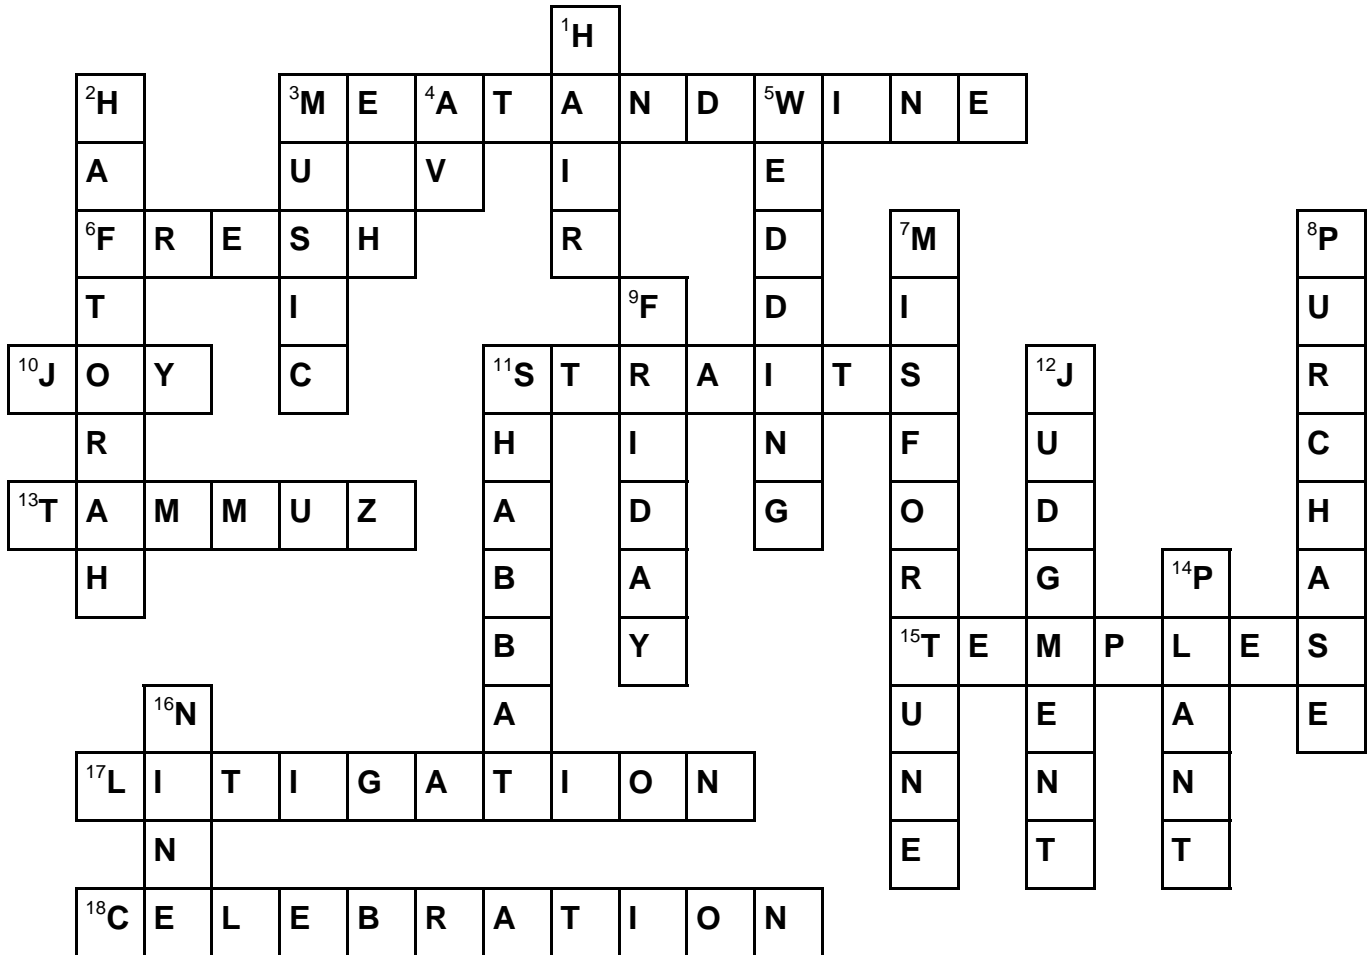 1H
2H 3M E 4A T A N D 5W I N E
A U V I E
6F R E S H R D 7M 8P
T I 9F D I U
10J O Y C 11S T R A I T S 12J R
R H I N F U C
13T A M M U Z A D G O D H
H B A R G 14P A
B Y 15T E M P L E S
16N A U E A E
17L I T I G A T I O N N N N
N E T T
18C E L E B R A T I O N